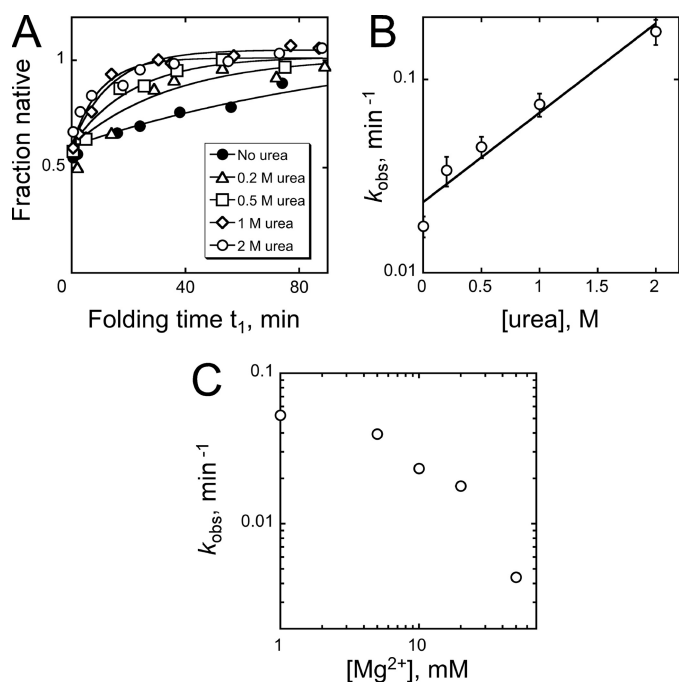 A
Fraction native
1
0.5
0
40
80
Folding time t1, min
No urea
0.2 M urea
0.5 M urea
1 M urea
2 M urea
B
kobs, min-1
0.1
0.01
0
0.5
1
1.5
2
[urea], M
C
kobs, min-1
0.1
0.01
1
10
[Mg2+], mM